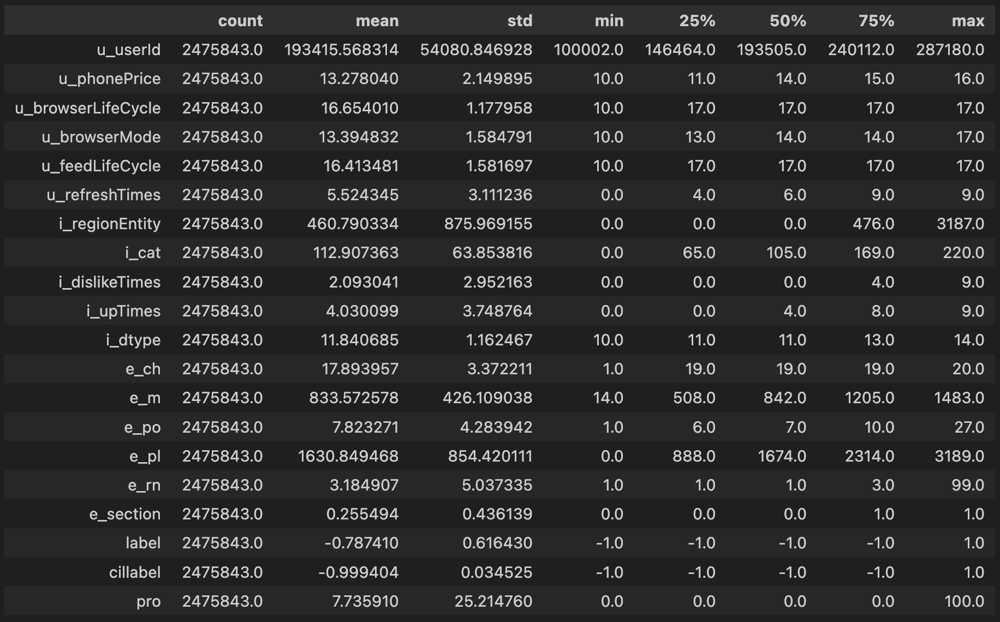 count mean std min 25% 50% 75% max
u_userId 2475843.0 193415.568314 54080.846928 100002.0 146464.0 193505.0 240112.0 287180.0
u_phonePrice 2475843.0 13.278040 2.149895 10.0 11.0 14.0 15.0 16.0
u_browserLifeCycle 2475843.0 16.654010 1.177958 10.0 17.0 17.0 17.0 17.0
u_browserMode 2475843.0 13.394832 1.584791 10.0 13.0 14.0 14.0 17.0
u_feedLifeCycle 2475843.0 16.413481 1.581697 10.0 17.0 17.0 17.0 17.0
u_refreshTimes 2475843.0 5.524345 3.111236 0.0 4.0 6.0 9.0 9.0
i_regionEntity 2475843.0 460.790334 875.969155 0.0 0.0 0.0 476.0 3187.0
i_cat 2475843.0 112.907363 63.853816 0.0 65.0 105.0 169.0 220.0
i_dislikeTimes 2475843.0 2.093041 2.952163 0.0 0.0 0.0 4.0 9.0
i_upTimes 2475843.0 4.030099 3.748764 0.0 0.0 4.0 8.0 9.0
i_dtype 2475843.0 11.840685 1.162467 10.0 11.0 11.0 13.0 14.0
e_ch 2475843.0 17.893957 3.372211 1.0 19.0 19.0 19.0 20.0
e_m 2475843.0 833.572578 426.109038 14.0 508.0 842.0 1205.0 1483.0
e_po 2475843.0 7.823271 4.283942 1.0 6.0 7.0 10.0 27.0
e_pl 2475843.0 1630.849468 854.420111 0.0 888.0 1674.0 2314.0 3189.0
e_rn 2475843.0 3.184907 5.037335 1.0 1.0 1.0 3.0 99.0
e_section 2475843.0 0.255494 0.436139 0.0 0.0 0.0 1.0 1.0
label 2475843.0 -0.787410 0.616430 -1.0 -1.0 -1.0 -1.0 1.0
cillabel 2475843.0 -0.999404 0.034525 -1.0 -1.0 -1.0 -1.0 1.0
pro 2475843.0 7.735910 25.214760 0.0 0.0 0.0 0.0 100.0